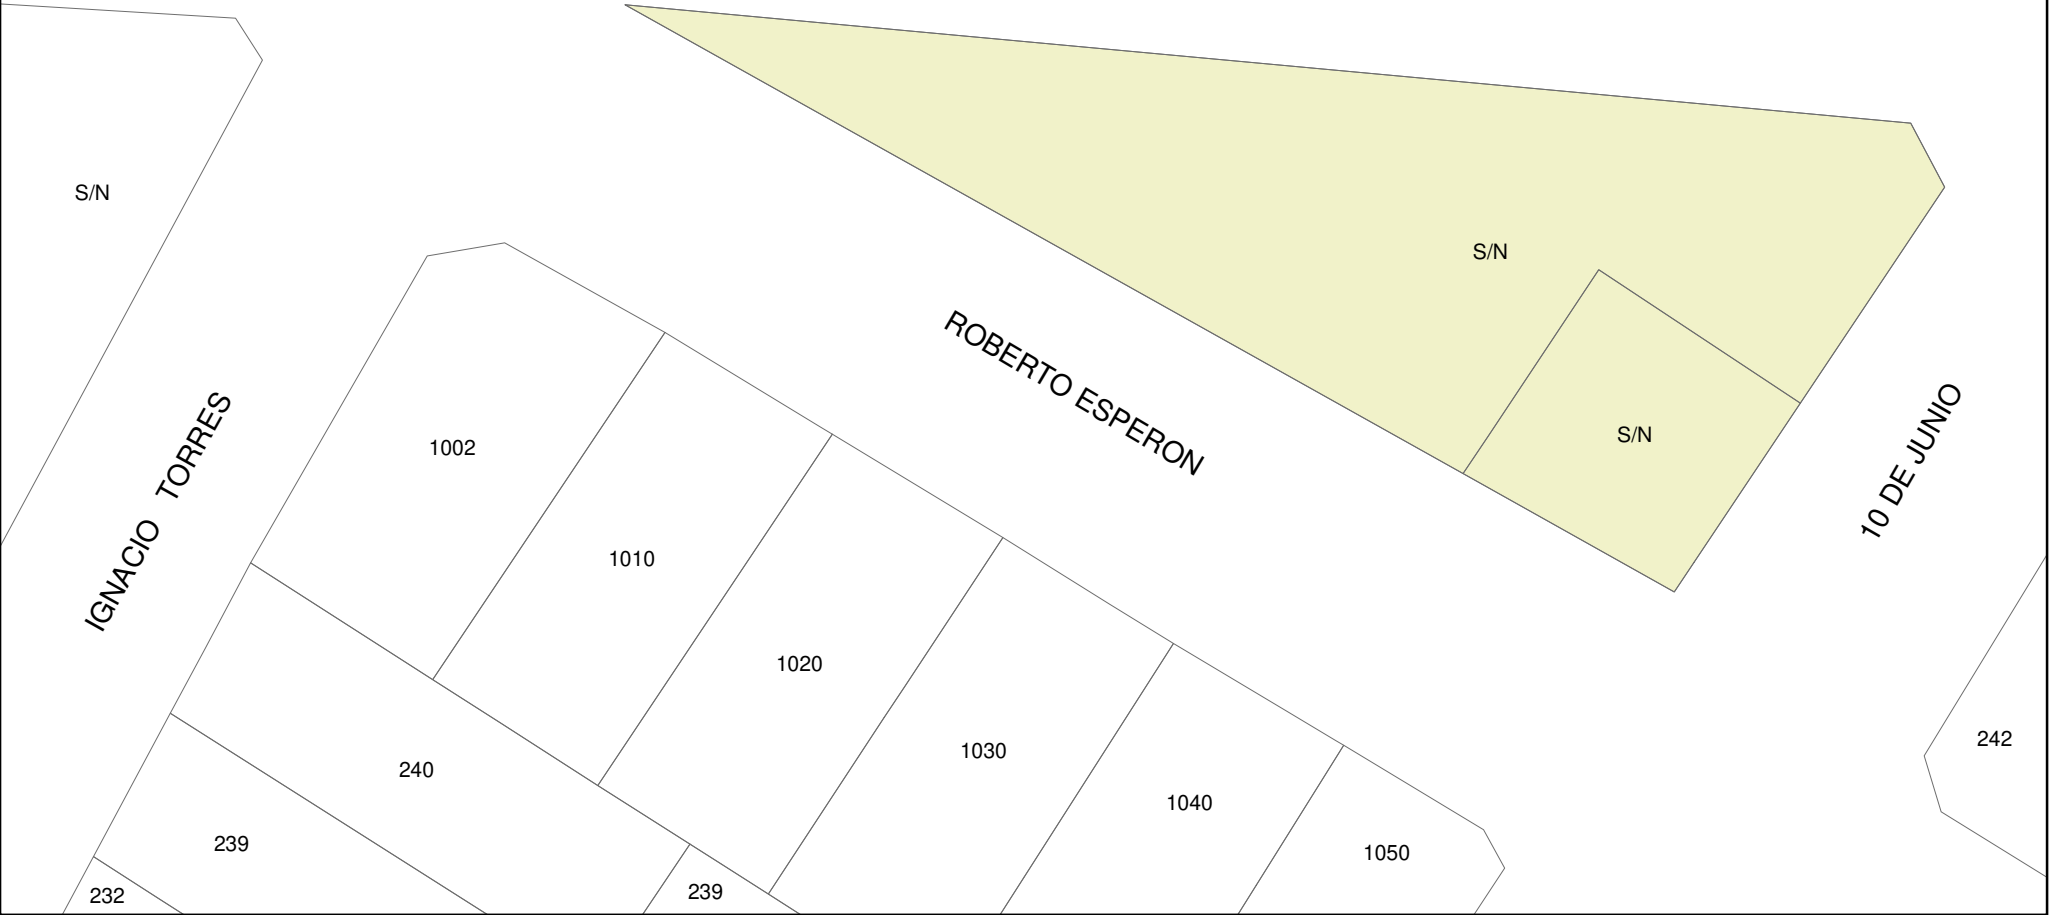 S/N
S/N
ROBERTO ESPERON
IGNACIO TORRES
10 DE JUNIO
S/N
1002
1010
1020
1030
1040
1050
240
239
239
232
242